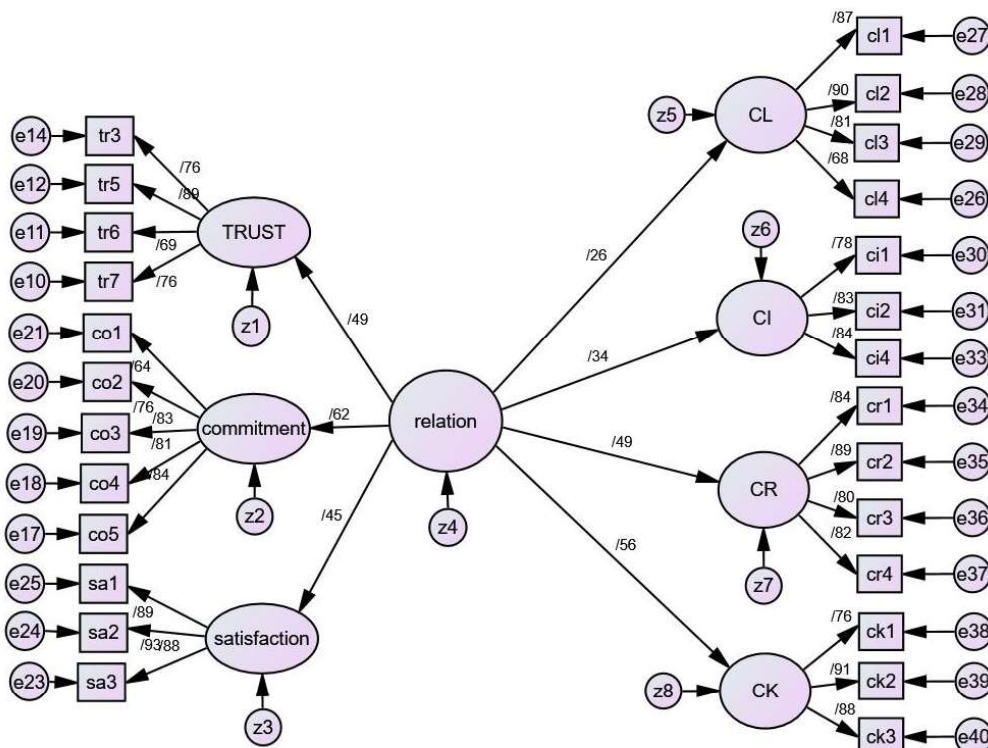 e14 tr3
e12 tr5
e11 tr6
e10 tr7
/76
/89
/69
/76
TRUST
z1
/49
e21 co1
e20 co2
e19 co3
e18 co4
e17 co5
/64
/76
/83
/81
/84
commitment
z2
/62
e25 sa1
e24 sa2
e23 sa3
/89
/93
/88
satisfaction
z3
/45
relation
z4
/26
z5
CL
/87
/90
/81
/68
cl1 e27
cl2 e28
cl3 e29
cl4 e26
/34
z6
CI
/78
/83
/84
ci1 e30
ci2 e31
ci4 e33
/49
CR
z7
/84
/89
/80
/82
cr1 e34
cr2 e35
cr3 e36
cr4 e37
/56
z8
CK
/76
/91
/88
ck1 e38
ck2 e39
ck3 e40